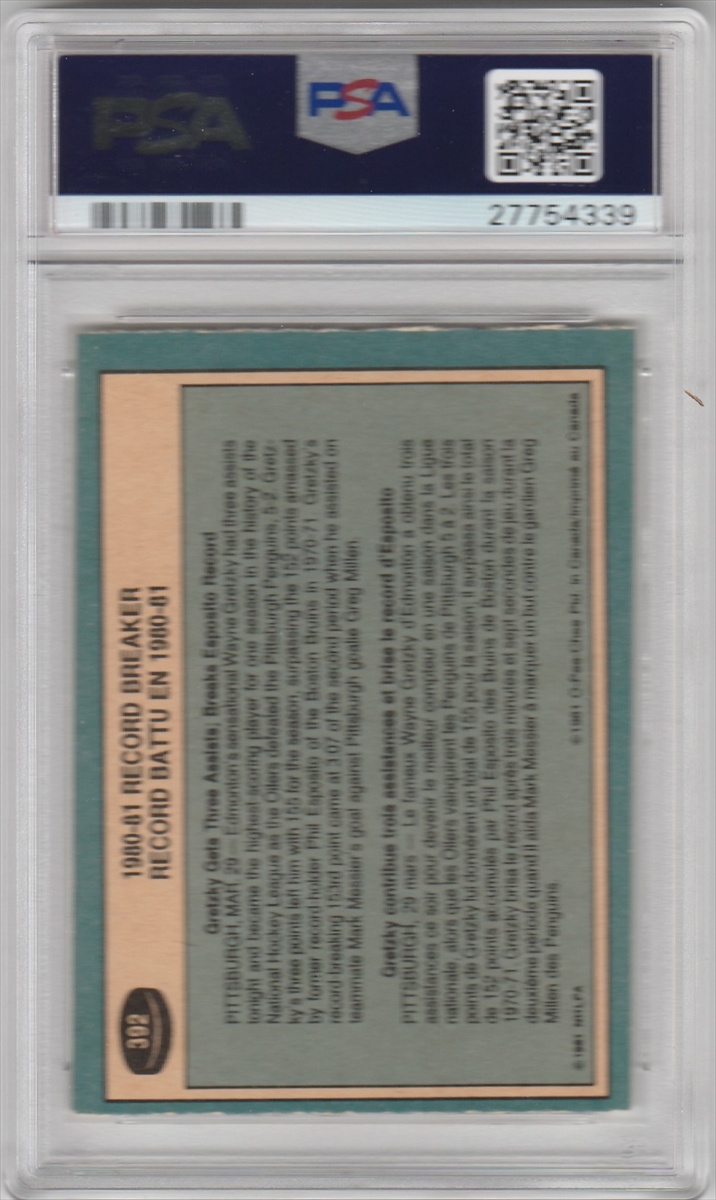 PSA
PSA
27754339
392
1980-81 RECORD BREAKER
RECORD BATTU EN 1980-81
Gretzky Gets Three Assists, Breaks Esposito Record
PITTSBURGH, MAR. 29 — Edmonton's sensational Wayne Gretzky had three assists
tonight and became the highest-scoring player for one season in the history of the
National Hockey League as the Oilers defeated the Pittsburgh Penguins, 5-2. Gretz-
ky's three points left him with 155 for the season, surpassing the 152 points amassed
by former record holder Phil Esposito of the Boston Bruins in 1970-71. Gretzky's
record breaking 153rd point came at 3:07 of the second period when he assisted on
teammate Mark Messier's goal against Pittsburgh goalie Greg Millen.
Gretzky contribue trois assistances et brise le record d'Esposito
PITTSBURGH, 29 mars — Le fameux Wayne Gretzky d'Edmonton a obtenu trois
assistances ce soir pour devenir le meilleur compteur en une saison dans la Ligue
nationale, alors que les Oilers vainquirent les Penguins de Pittsburgh 5 à 2. Les trois
points de Gretzky lui donnèrent un total de 155 pour la saison, il surpassa ansi le total
de 152 points accumulés par Phil Esposito des Bruins de Boston durant la saison
1970-71. Gretzky brisa le record après trois minutes et sept secondes de jeu durant la
deuxième période quand il aida Mark Messier à marquer un but contre le gardien Greg
Millen des Penguins.
© 1981 NHLPA
© 1981 O-Pee-Chee Ptd. in Canada/Imprimé au Canada